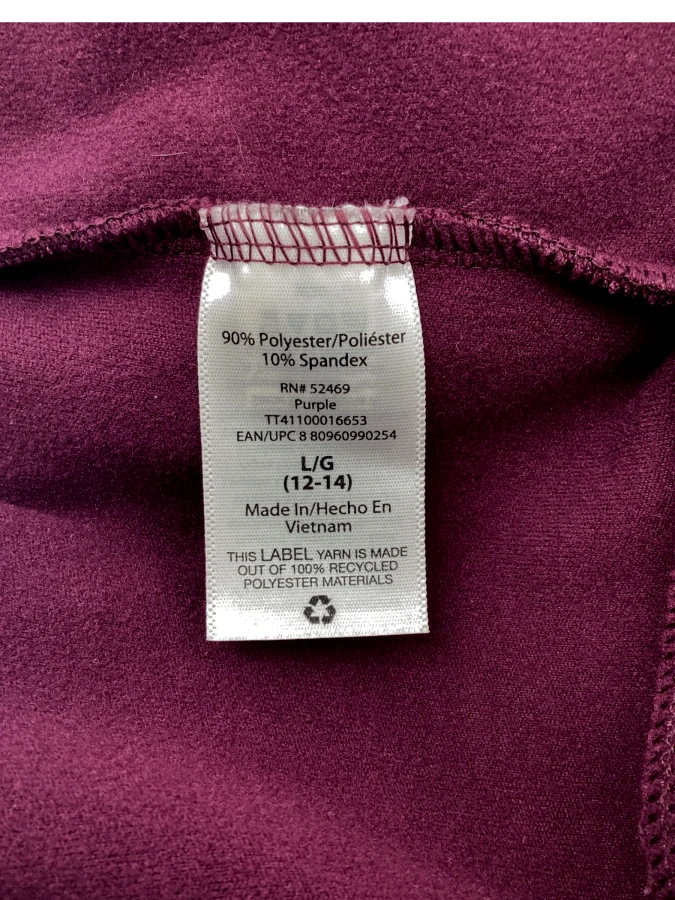 90% Polyester/Poliéster
10% Spandex
RN# 52469
Purple
TT41100016653
EAN/UPC 8 80960990254
L/G
(12-14)
Made In/Hecho En
Vietnam
THIS LABEL YARN IS MADE
OUT OF 100% RECYCLED
POLYESTER MATERIALS